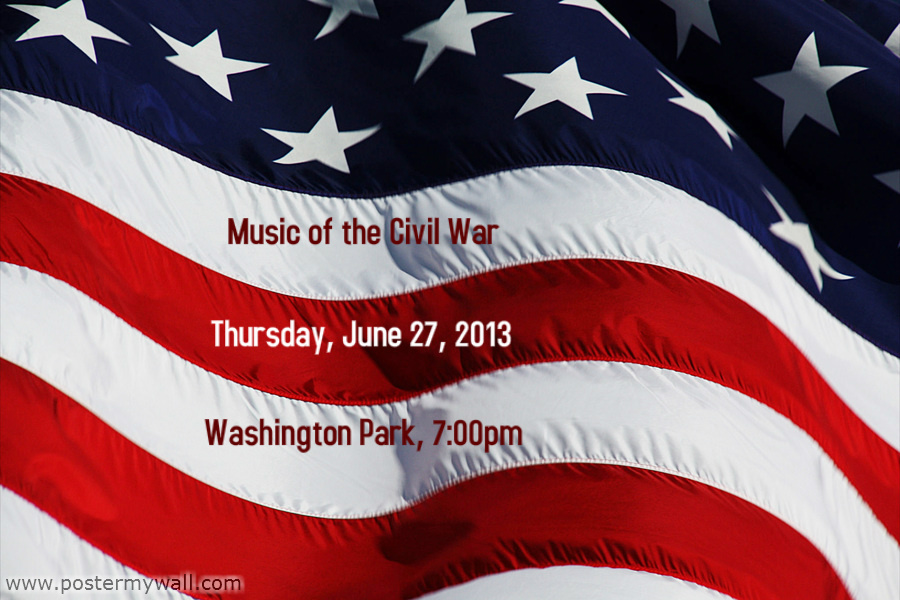 Music of the Civil War
Thursday, June 27, 2013
Washington Park, 7:00pm
www.postermywall.com